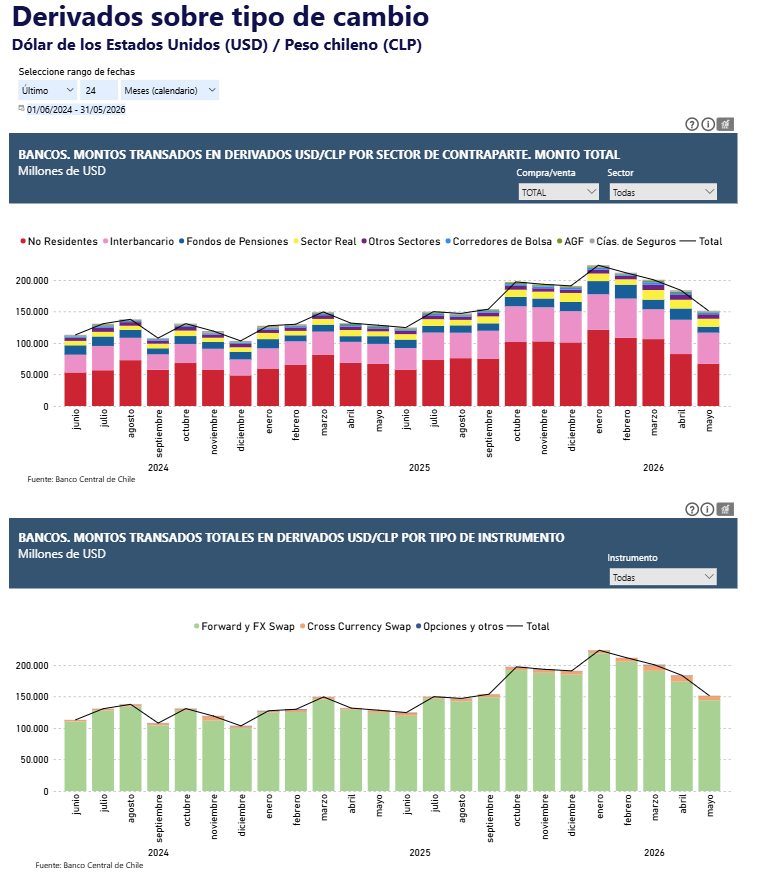 Derivados sobre tipo de cambio
Dólar de los Estados Unidos (USD) / Peso chileno (CLP)
Seleccione rango de fechas
Último 24 Meses (calendario)
01/06/2024 - 31/05/2026
BANCOS. MONTOS TRANSADOS EN DERIVADOS USD/CLP POR SECTOR DE CONTRAPARTE. MONTO TOTAL
Millones de USD
Compra/venta Sector
TOTAL Todas
No Residentes Interbancario Fondos de Pensiones Sector Real Otros Sectores Corredores de Bolsa AGF Cías. de Seguros Total
200.000
150.000
100.000
50.000
0
junio julio agosto septiembre octubre noviembre diciembre enero febrero marzo abril mayo junio julio agosto septiembre octubre noviembre diciembre enero febrero marzo abril mayo
2024 2025 2026
Fuente: Banco Central de Chile
BANCOS. MONTOS TRANSADOS TOTALES EN DERIVADOS USD/CLP POR TIPO DE INSTRUMENTO
Millones de USD
Instrumento
Todas
Forward y FX Swap Cross Currency Swap Opciones y otros Total
200.000
150.000
100.000
50.000
0
junio julio agosto septiembre octubre noviembre diciembre enero febrero marzo abril mayo junio julio agosto septiembre octubre noviembre diciembre enero febrero marzo abril mayo
2024 2025 2026
Fuente: Banco Central de Chile